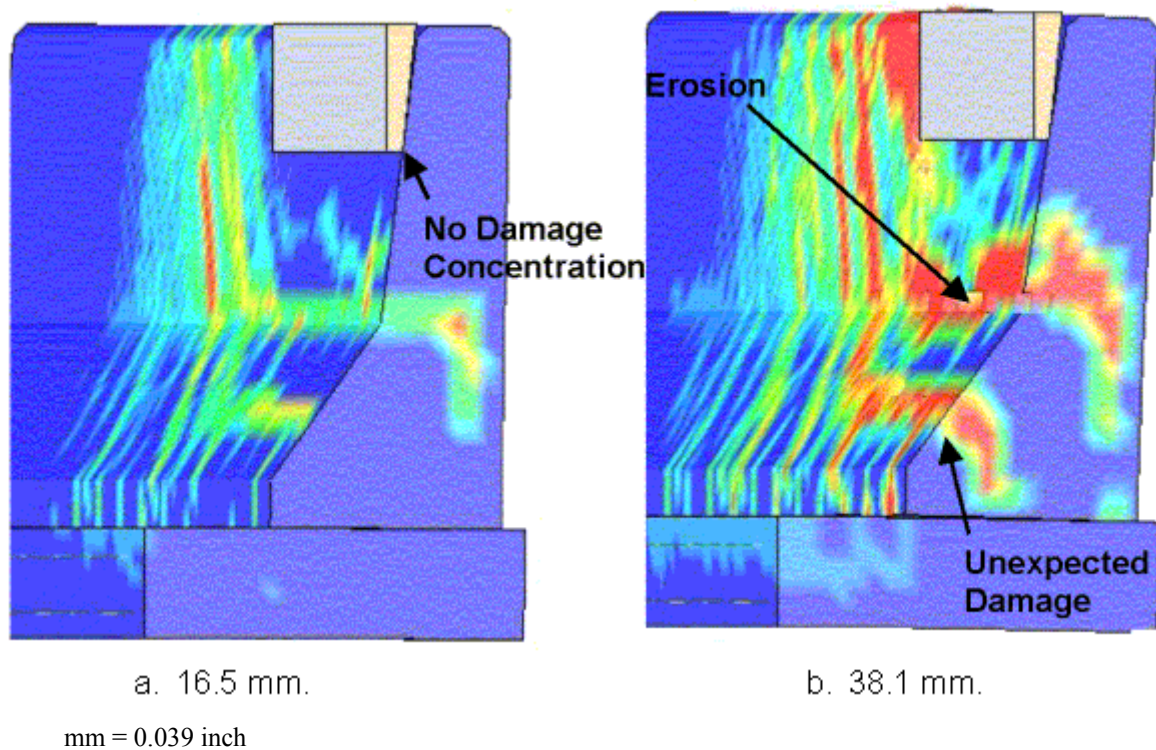 Erosion
No Damage
Concentration
Unexpected
Damage
a. 16.5 mm.
b. 38.1 mm.
mm = 0.039 inch